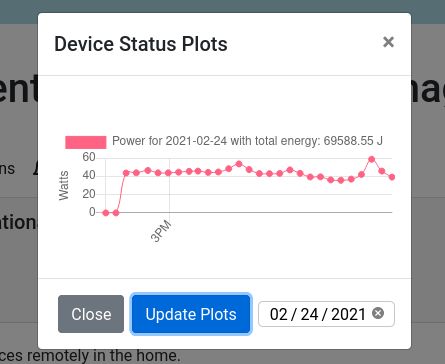 Device Status Plots ×
ent
nac
ns
Power for 2021-02-24 with total energy: 69588.55 J
60
40
20
0
Watts
3PM
Close
Update Plots
02 / 24 / 2021
ces remotely in the home.